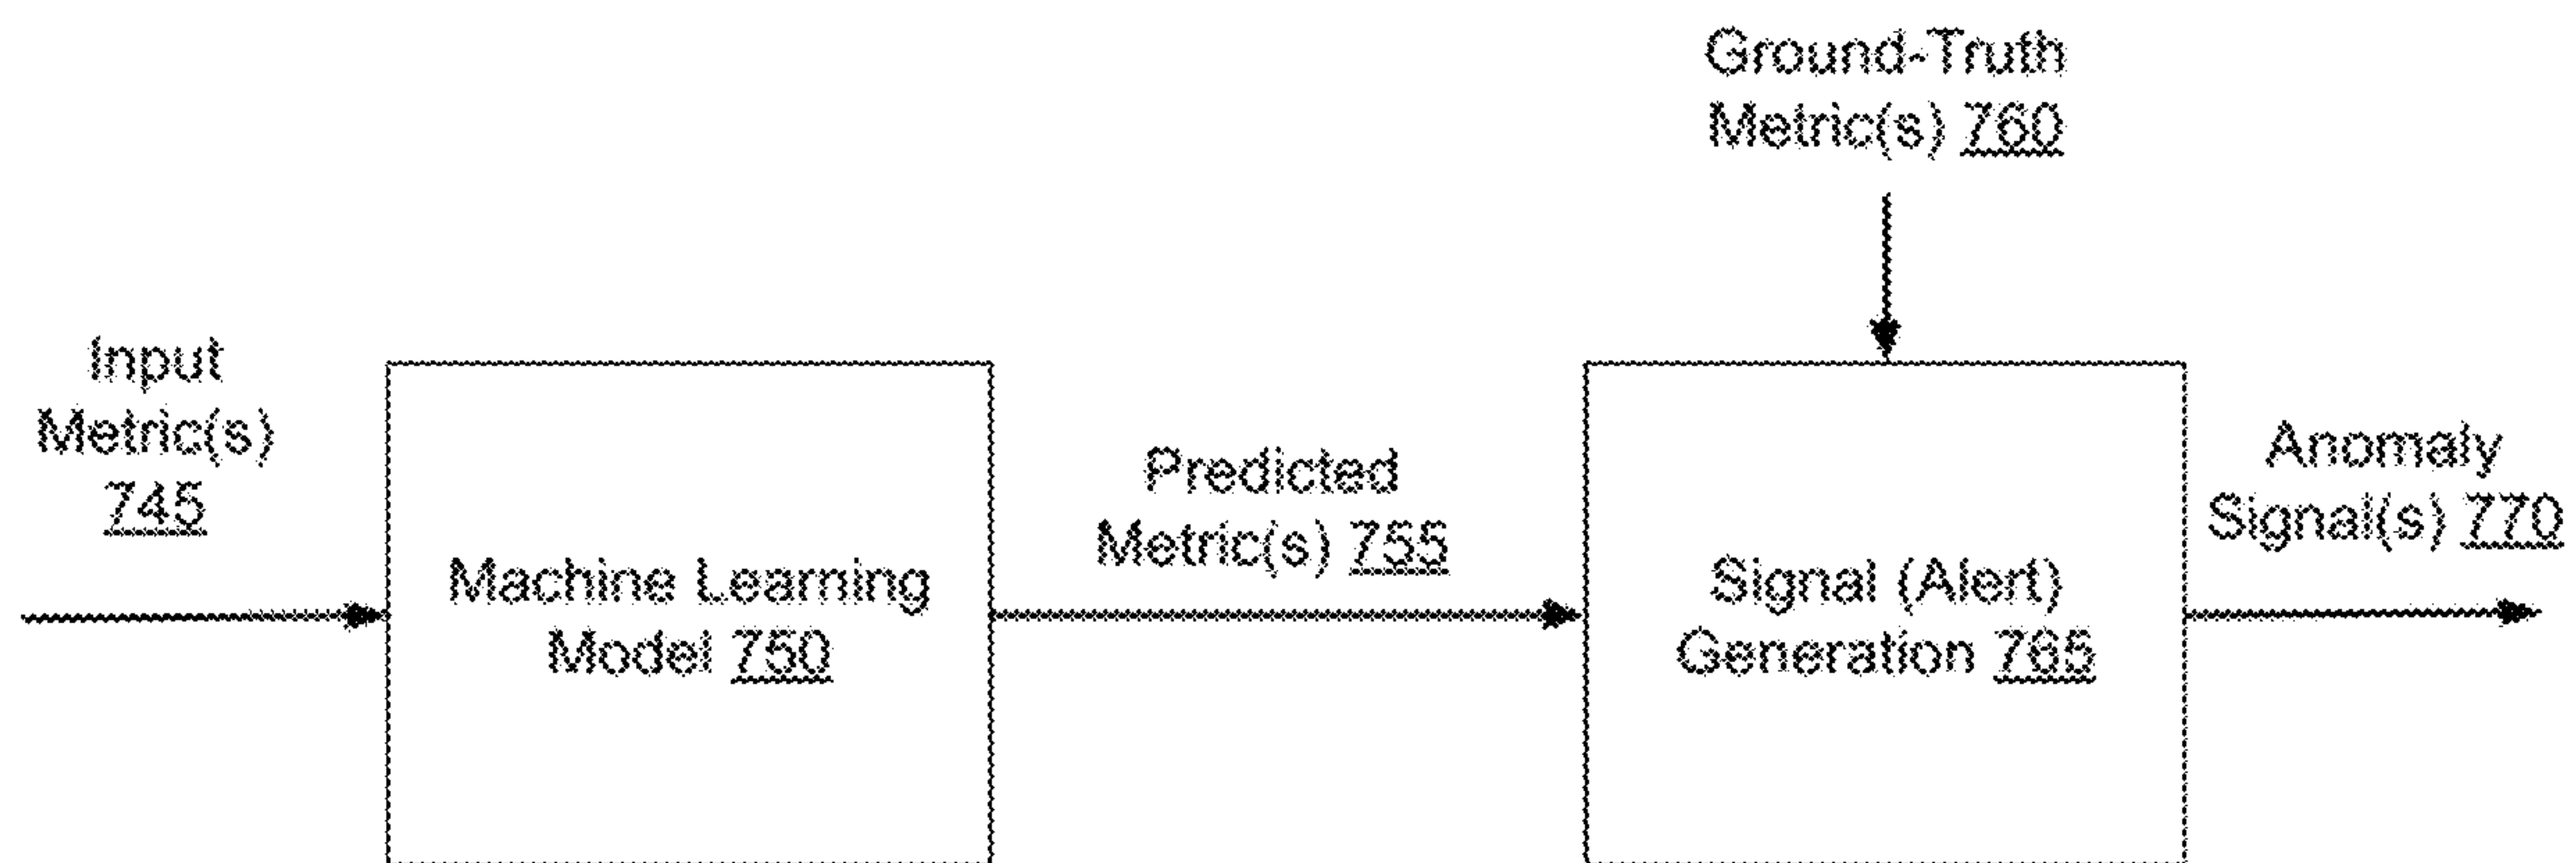 Ground-Truth
Metric(s) 760
Input
Metric(s)
745
Machine Learning
Model 750
Predicted
Metric(s) 755
Signal (Alert)
Generation 765
Anomaly
Signal(s) 770